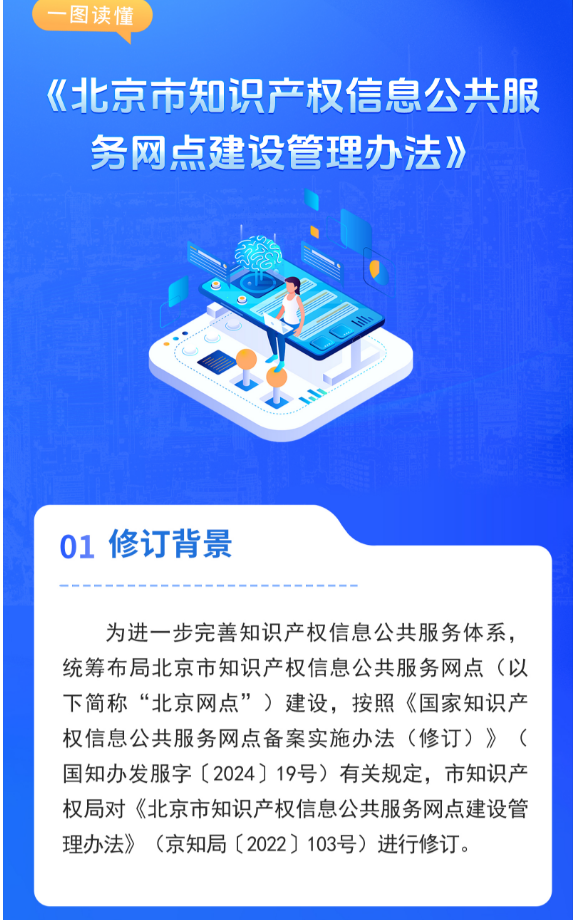 一图读懂
《北京市知识产权信息公共服
务网点建设管理办法》
01 修订背景
为进一步完善知识产权信息公共服务体系，
统筹布局北京市知识产权信息公共服务网点（以
下简称“北京网点”）建设，按照《国家知识产
权信息公共服务网点备案实施办法（修订）》（
国知办发服字〔2024〕19号）有关规定，市知识产
权局对《北京市知识产权信息公共服务网点建设管
理办法》（京知局〔2022〕103号）进行修订。